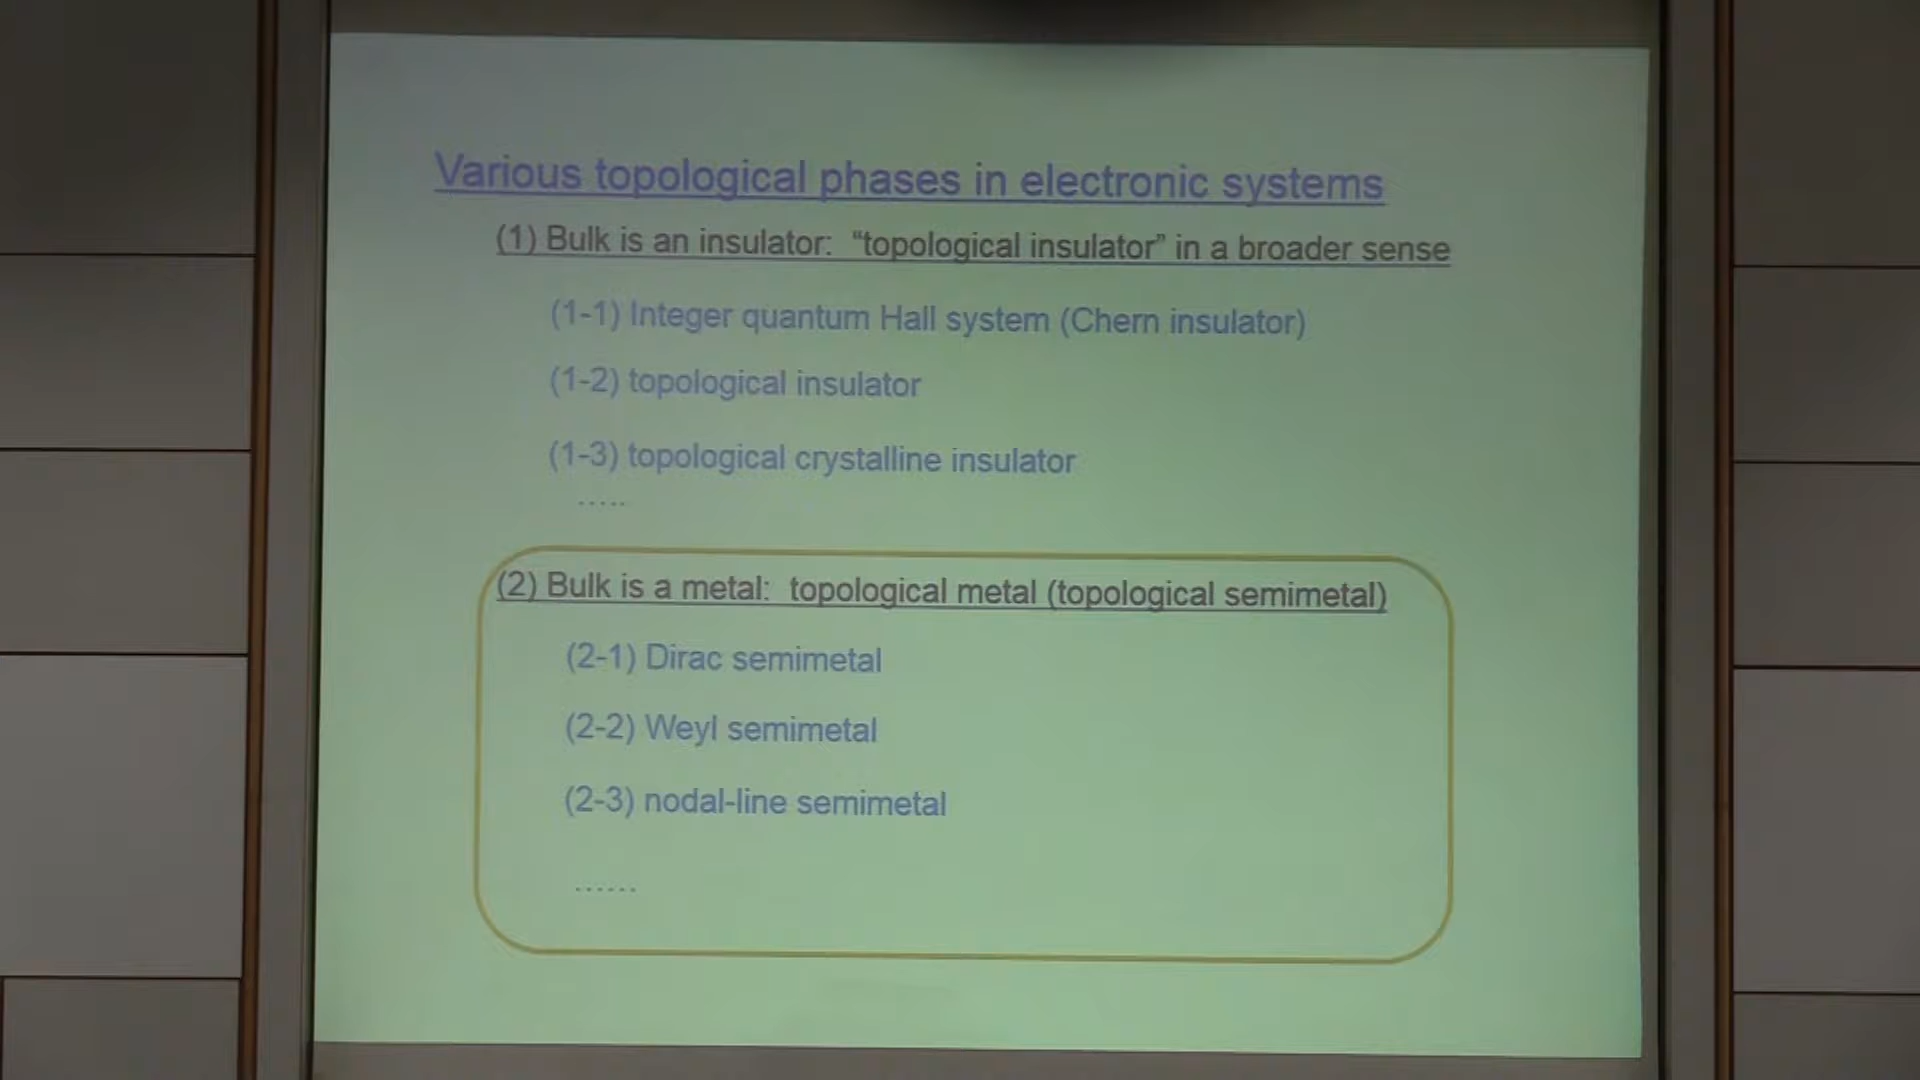 Various topological phases in electronic systems
(1) Bulk is an insulator: “topological insulator” in a broader sense
(1-1) Integer quantum Hall system (Chern insulator)
(1-2) topological insulator
(1-3) topological crystalline insulator
.....
(2) Bulk is a metal: topological metal (topological semimetal)
(2-1) Dirac semimetal
(2-2) Weyl semimetal
(2-3) nodal-line semimetal
......